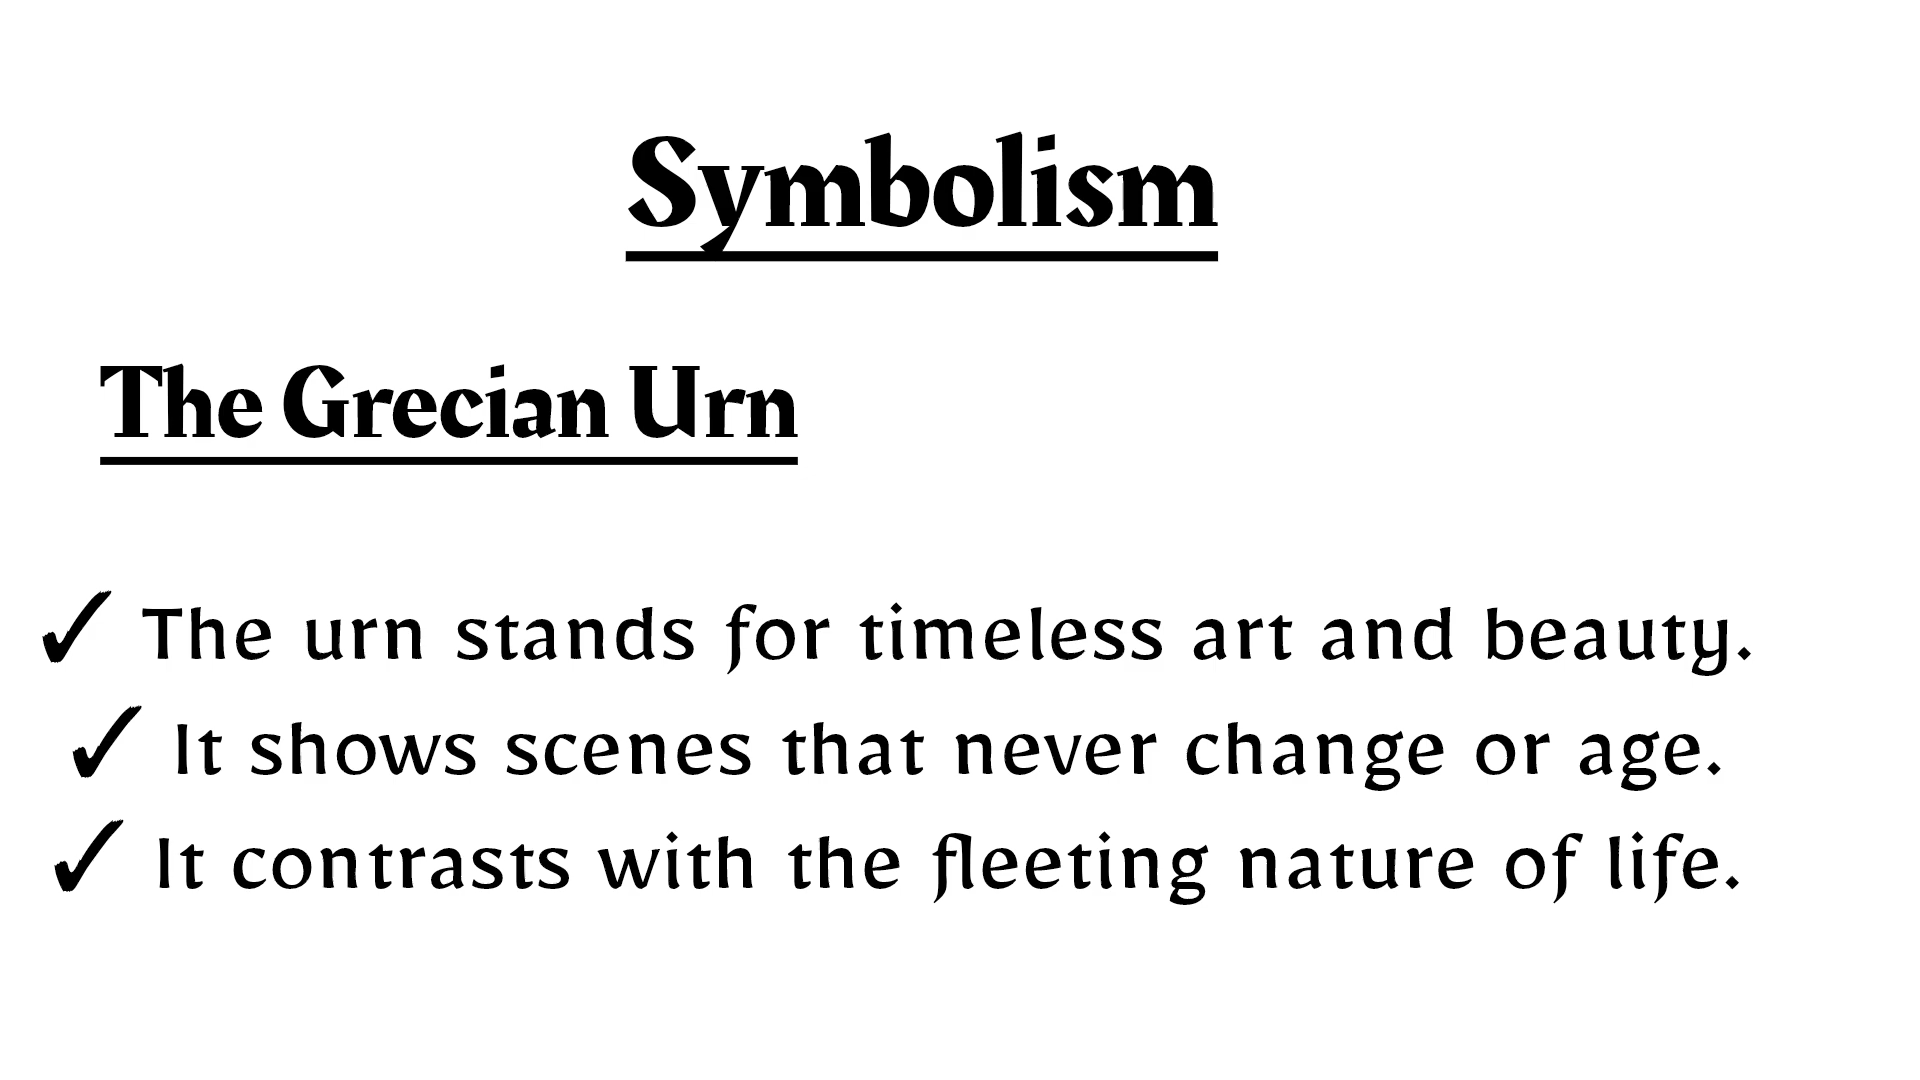 Symbolism
The Grecian Urn
✓ The urn stands for timeless art and beauty.
✓ It shows scenes that never change or age.
✓ It contrasts with the fleeting nature of life.